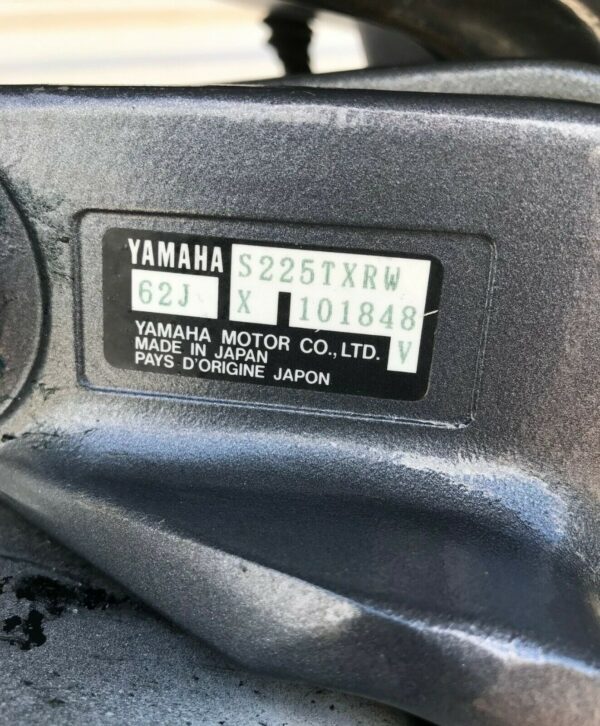 YAMAHA S225TXRW
62J X 101848
YAMAHA MOTOR CO.,LTD. V
MADE IN JAPAN
PAYS D'ORIGINE JAPON